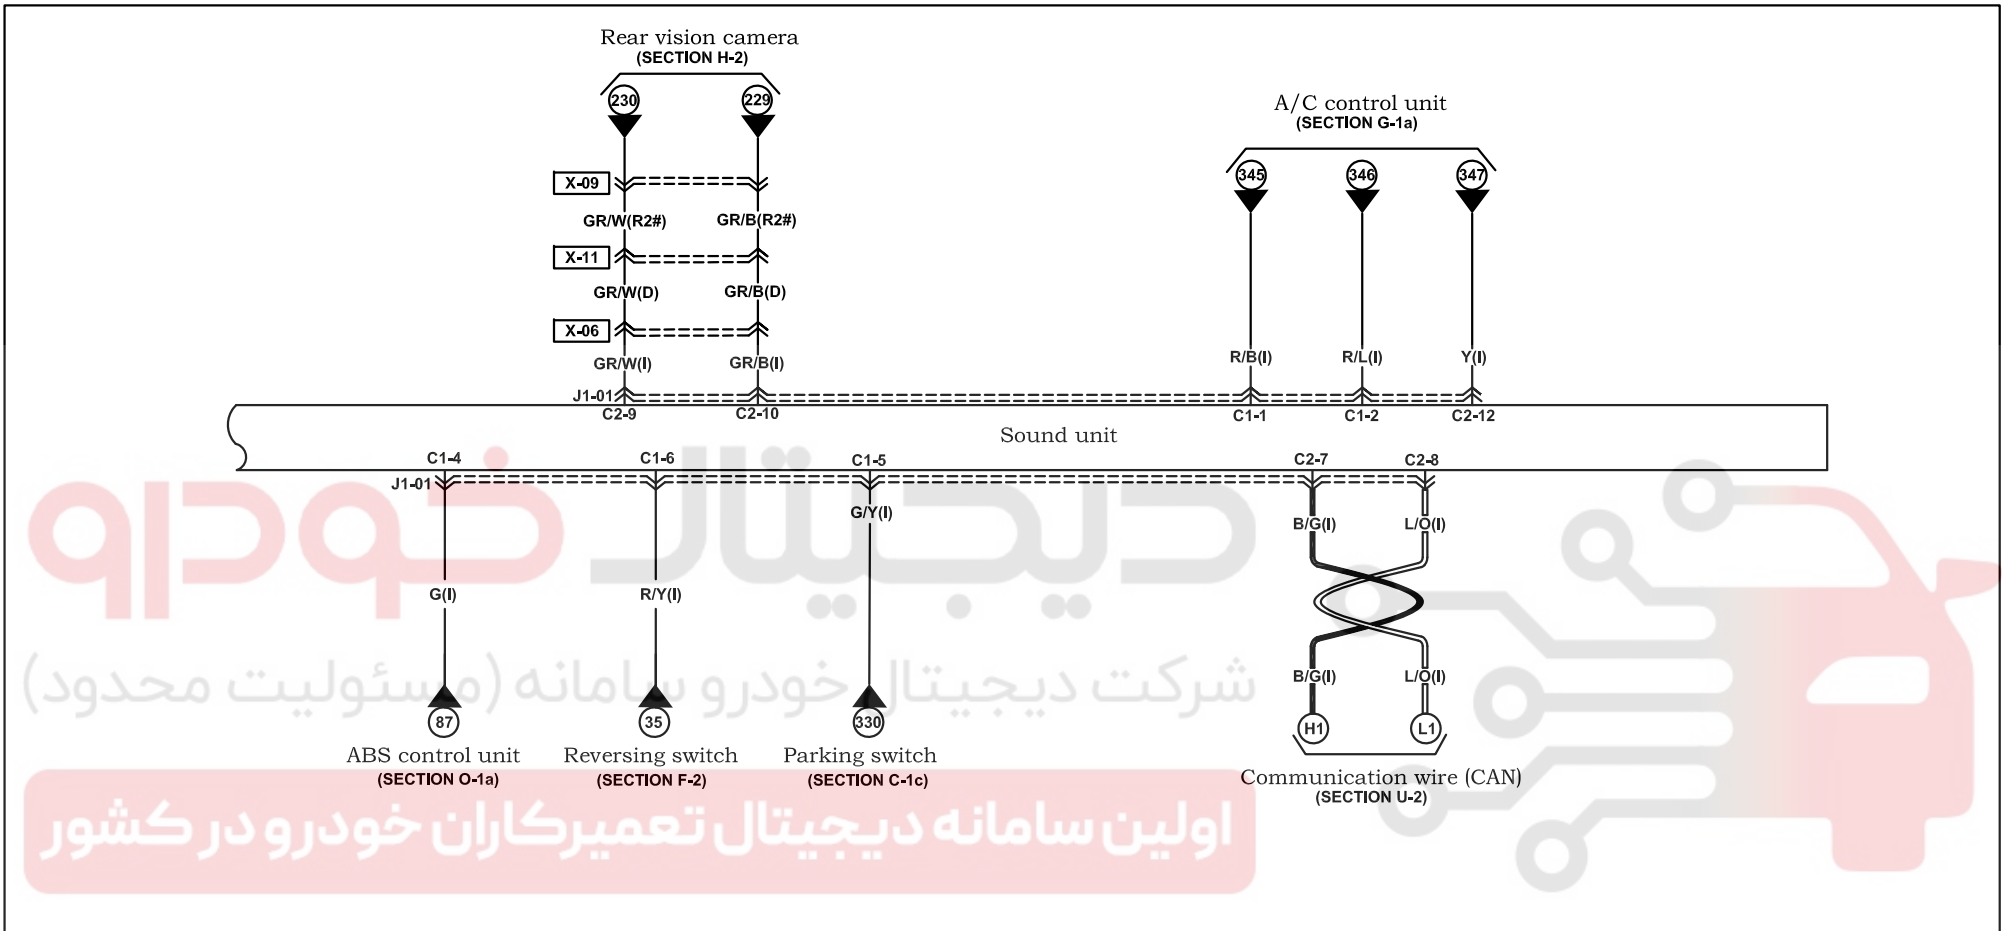 Rear vision camera
(SECTION H-2)
230
229
A/C control unit
(SECTION G-1a)
345
346
347
X-09
GR/W(R2#)
GR/B(R2#)
X-11
GR/W(D)
GR/B(D)
X-06
GR/W(I)
GR/B(I)
R/B(I)
R/L(I)
Y(I)
J1-01
C2-9
C2-10
C1-1
C1-2
C2-12
Sound unit
C1-4
C1-6
C1-5
C2-7
C2-8
J1-01
G/Y(I)
B/G(I)
L/O(I)
G(I)
R/Y(I)
B/G(I)
L/O(I)
87
35
330
H1
L1
ABS control unit
(SECTION O-1a)
Reversing switch
(SECTION F-2)
Parking switch
(SECTION C-1c)
Communication wire (CAN)
(SECTION U-2)
دیجیتال خودرو
شرکت دیجیتال خودرو سامانه (مسئولیت محدود)
اولین سامانه دیجیتال تعمیرکاران خودرو در کشور